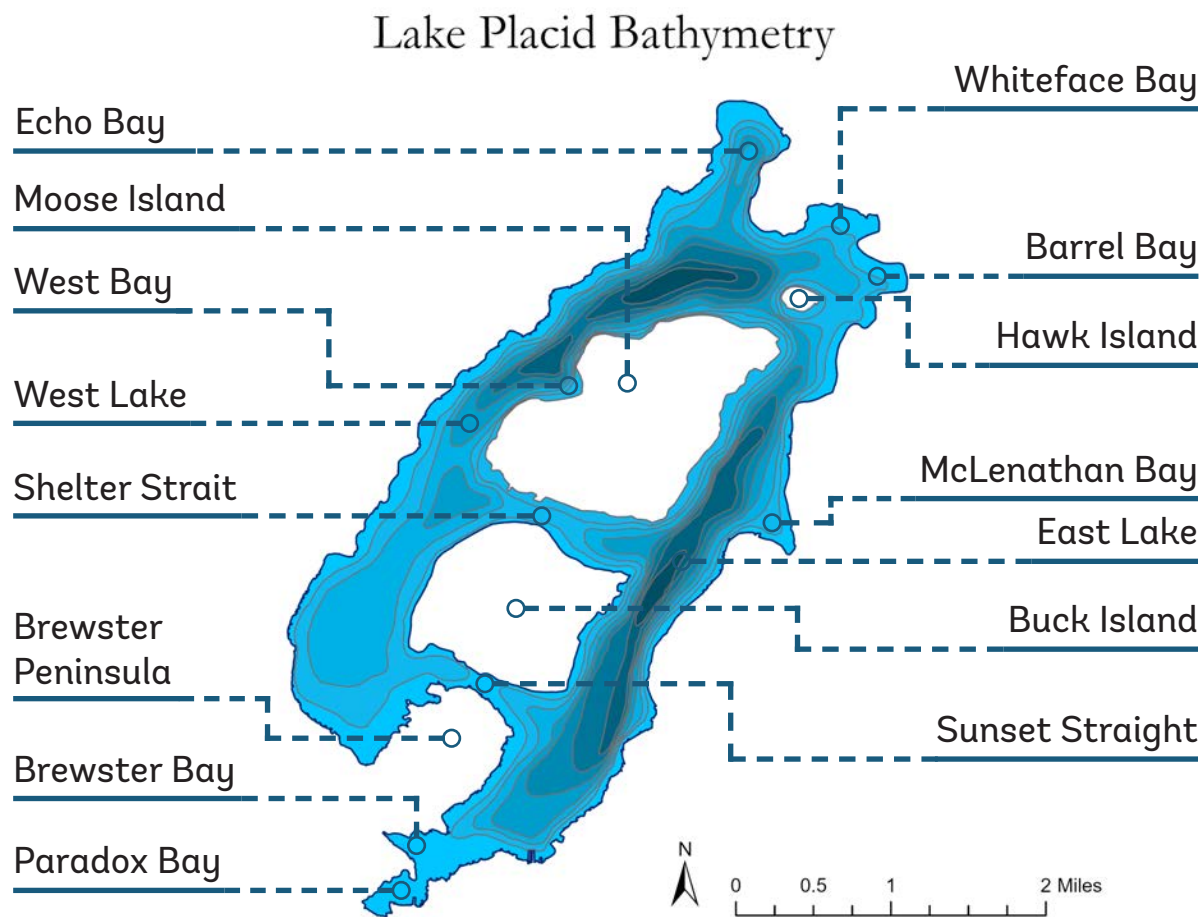 Lake Placid Bathymetry
Echo Bay
Moose Island
West Bay
West Lake
Shelter Strait
Brewster
Peninsula
Brewster Bay
Paradox Bay
Whiteface Bay
Barrel Bay
Hawk Island
McLenathan Bay
East Lake
Buck Island
Sunset Straight
N
0 0.5 1 2 Miles